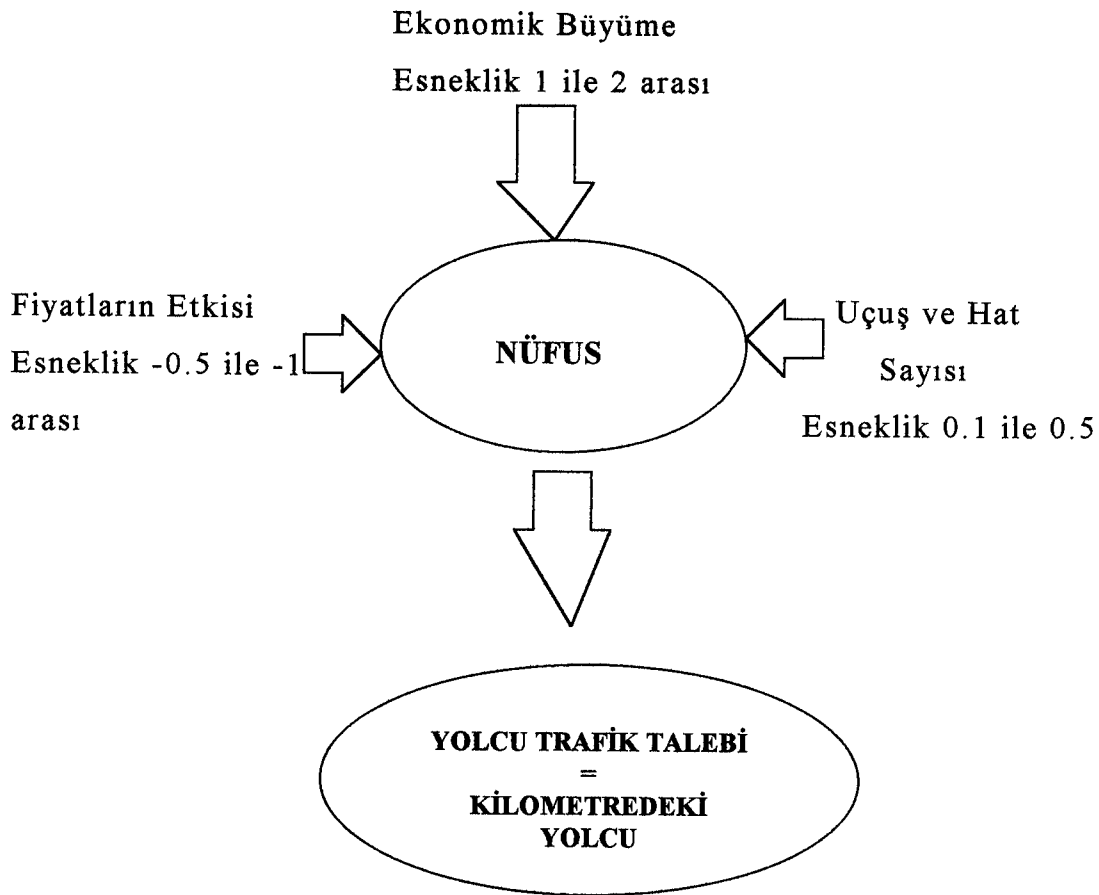 Ekonomik Büyüme
Esneklik 1 ile 2 arası
Fiyatların Etkisi
Esneklik -0.5 ile -1
arası
NÜFUS
Uçuş ve Hat
Sayısı
Esneklik 0.1 ile 0.5
YOLCU TRAFİK TALEBİ
=
KİLOMETREDEKİ
YOLCU